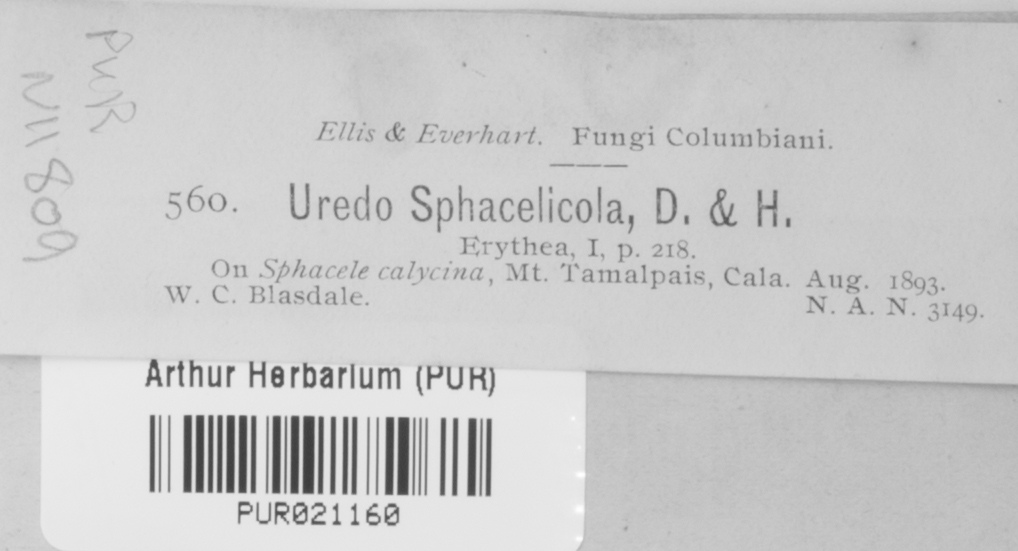 PUR
N11809
Ellis & Everhart. Fungi Columbiani.
560. Uredo Sphacelicola, D. & H.
Erythea, I, p. 218.
On Sphacele calycina, Mt. Tamalpais, Cala. Aug. 1893.
W. C. Blasdale. N. A. N. 3149.
Arthur Herbarium (PUR)
PUR021160